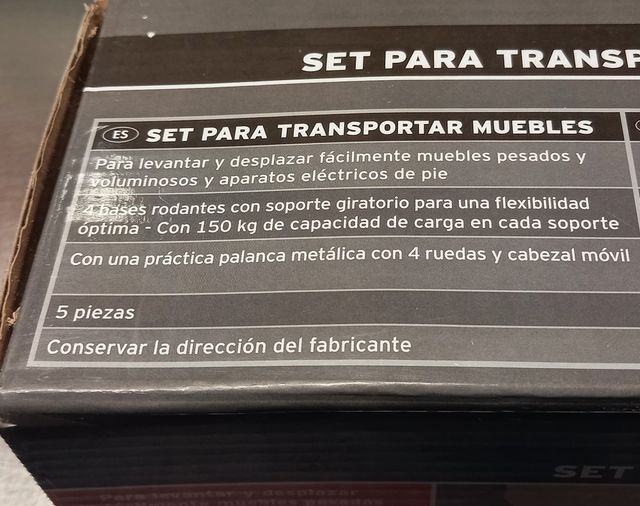 SET PARA TRANSP
ES SET PARA TRANSPORTAR MUEBLES
Para levantar y desplazar fácilmente muebles pesados y
voluminosos y aparatos eléctricos de pie
4 bases rodantes con soporte giratorio para una flexibilidad
óptima - Con 150 kg de capacidad de carga en cada soporte
Con una práctica palanca metálica con 4 ruedas y cabezal móvil
5 piezas
Conservar la dirección del fabricante
SET
Para levantar y desplazar
fácilmente muebles pesados